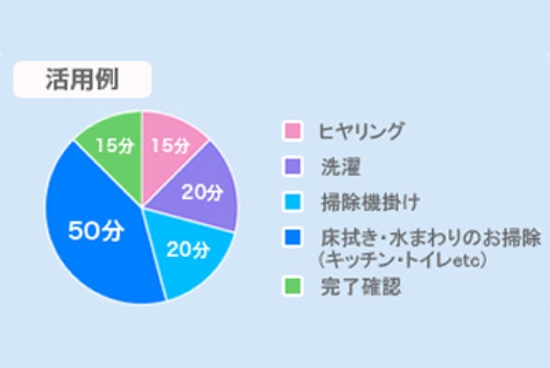 活用例
15分
15分
20分
20分
50分
ヒヤリング
洗濯
掃除機掛け
床拭き・水まわりのお掃除
(キッチン・トイレetc)
完了確認